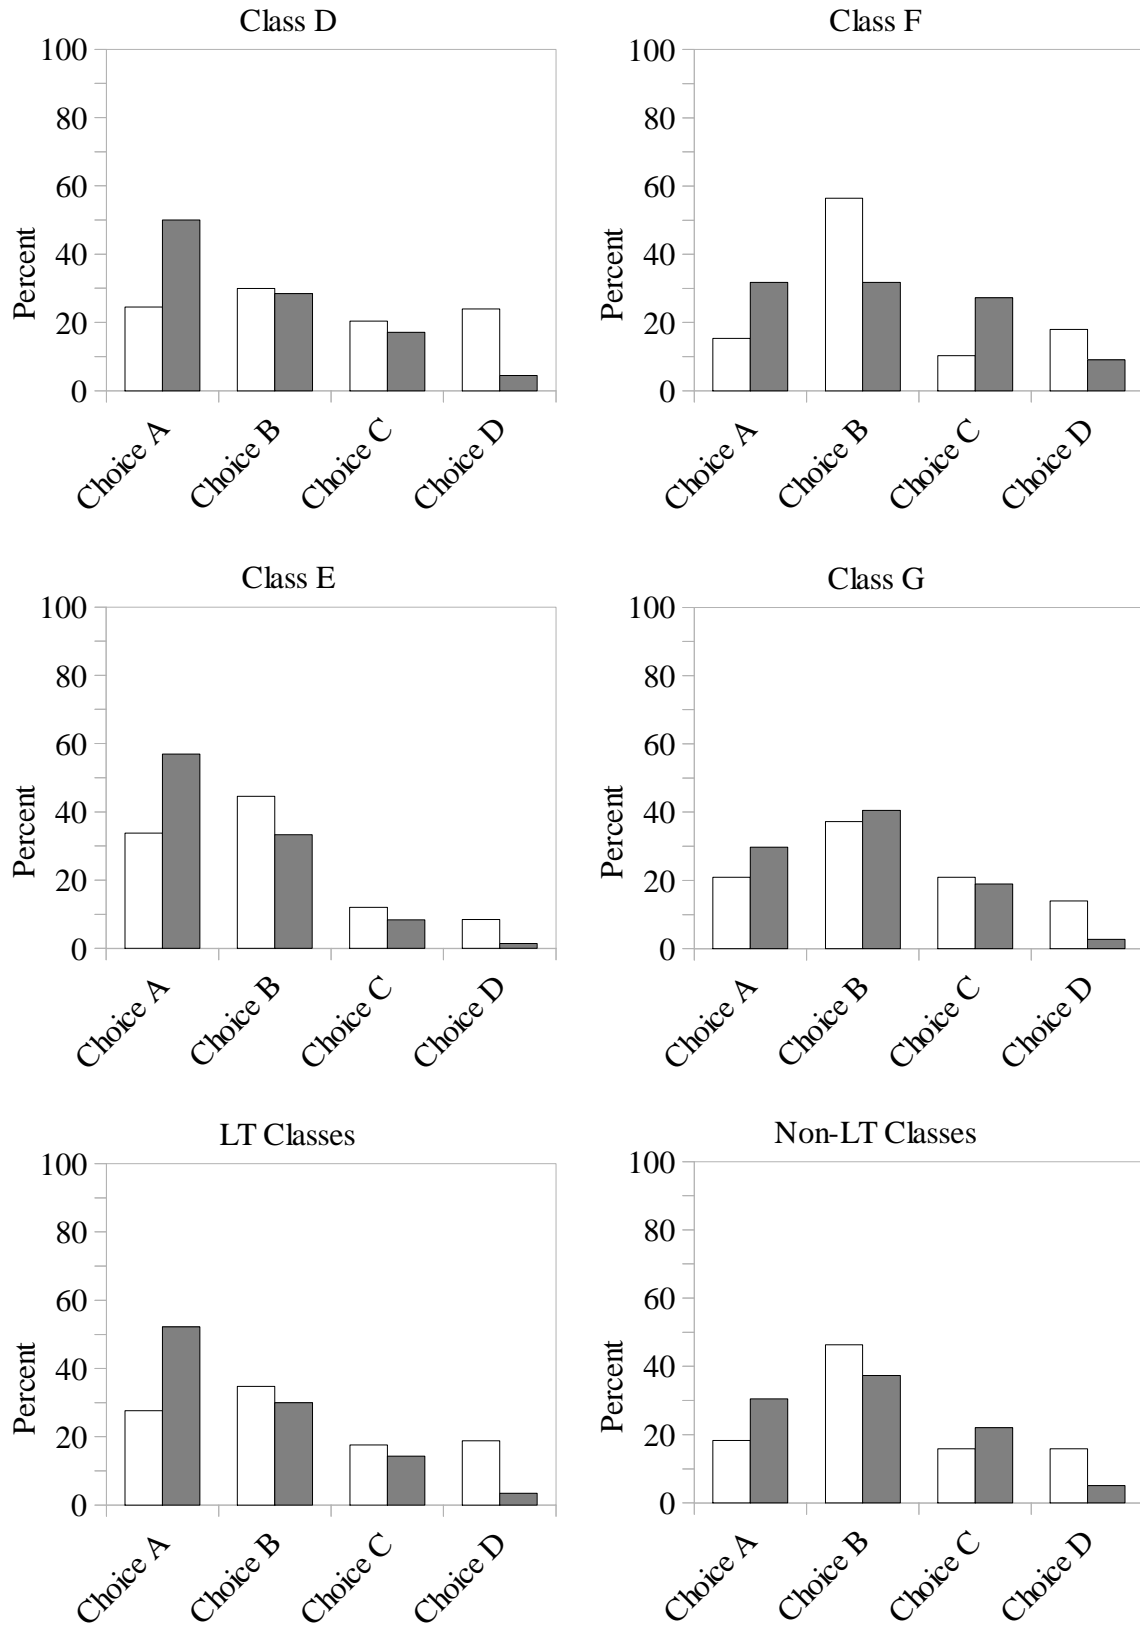 Class D
100
80
60
40
20
0
Percent
Choice A
Choice B
Choice C
Choice D
Class F
100
80
60
40
20
0
Percent
Choice A
Choice B
Choice C
Choice D
Class E
100
80
60
40
20
0
Percent
Choice A
Choice B
Choice C
Choice D
Class G
100
80
60
40
20
0
Percent
Choice A
Choice B
Choice C
Choice D
LT Classes
100
80
60
40
20
0
Percent
Choice A
Choice B
Choice C
Choice D
Non-LT Classes
100
80
60
40
20
0
Percent
Choice A
Choice B
Choice C
Choice D